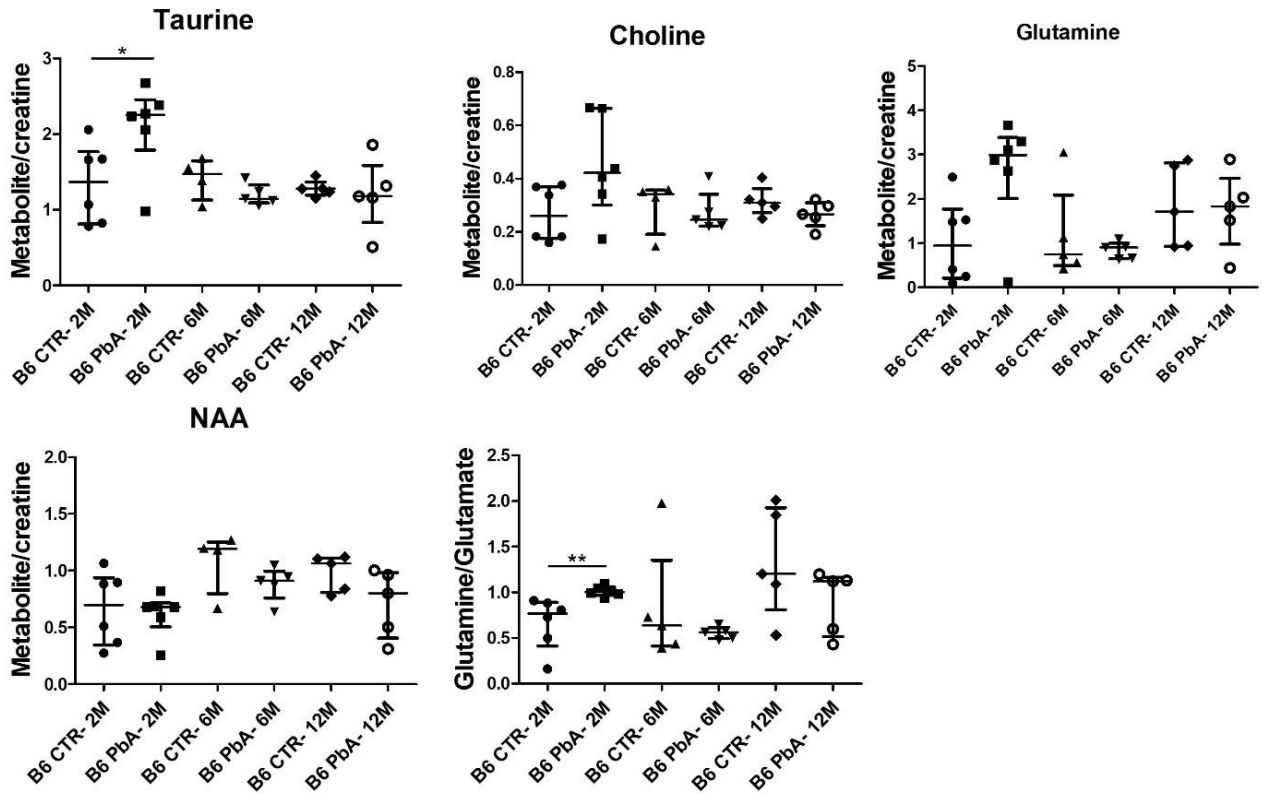 Taurine
Metabolite/creatine
3
2
1
0
*
B6 CTR- 2M
B6 PbA- 2M
B6 CTR- 6M
B6 PbA- 6M
B6 CTR- 12M
B6 PbA- 12M
Choline
Metabolite/creatine
0.8
0.6
0.4
0.2
0.0
B6 CTR- 2M
B6 PbA- 2M
B6 CTR- 6M
B6 PbA- 6M
B6 CTR- 12M
B6 PbA- 12M
Glutamine
Metabolite/creatine
5
4
3
2
1
0
B6 CTR- 2M
B6 PbA- 2M
B6 CTR- 6M
B6 PbA- 6M
B6 CTR- 12M
B6 PbA- 12M
NAA
Metabolite/creatine
2.0
1.5
1.0
0.5
0.0
B6 CTR- 2M
B6 PbA- 2M
B6 CTR- 6M
B6 PbA- 6M
B6 CTR- 12M
B6 PbA- 12M
Glutamine/Glutamate
2.5
2.0
1.5
1.0
0.5
0.0
**
B6 CTR- 2M
B6 PbA- 2M
B6 CTR- 6M
B6 PbA- 6M
B6 CTR- 12M
B6 PbA- 12M